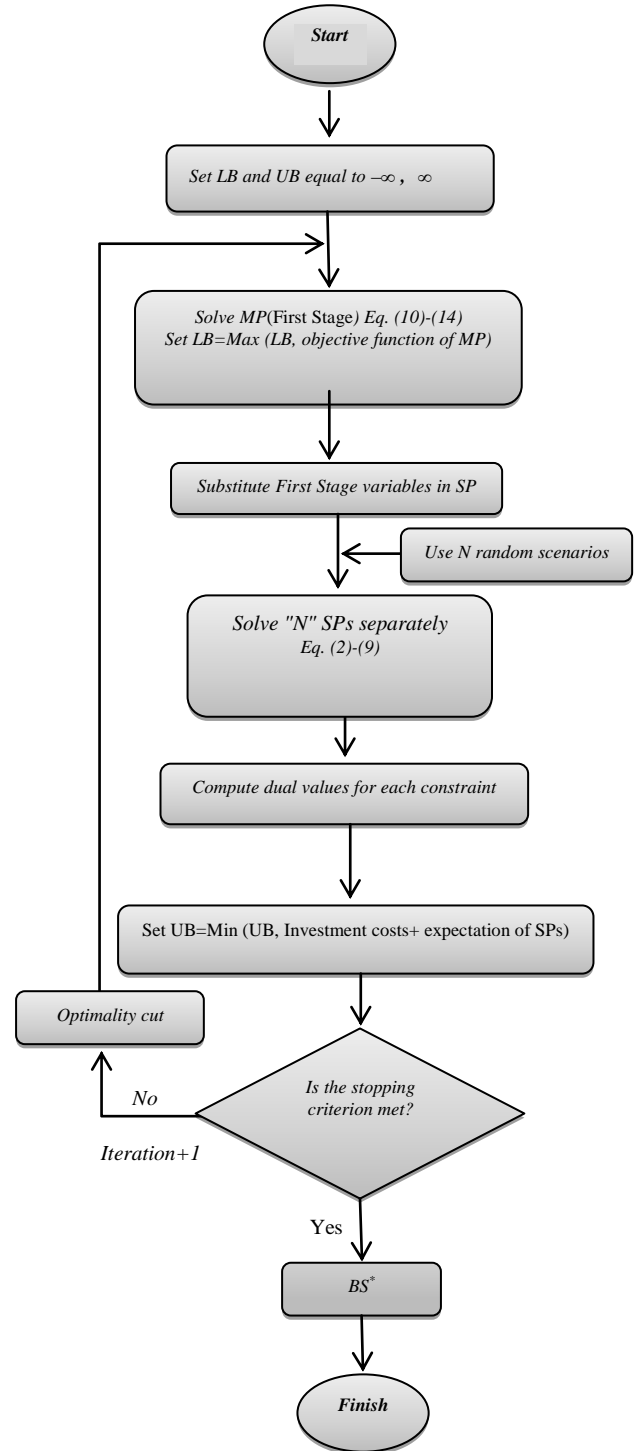 Start
Set LB and UB equal to −∞ , ∞
Solve MP(First Stage) Eq. (10)-(14)
Set LB=Max (LB, objective function of MP)
Substitute First Stage variables in SP
Use N random scenarios
Solve "N" SPs separately
Eq. (2)-(9)
Compute dual values for each constraint
Set UB=Min (UB, Investment costs+ expectation of SPs)
Optimality cut
Is the stopping
criterion met?
No
Iteration+1
Yes
BS*
Finish